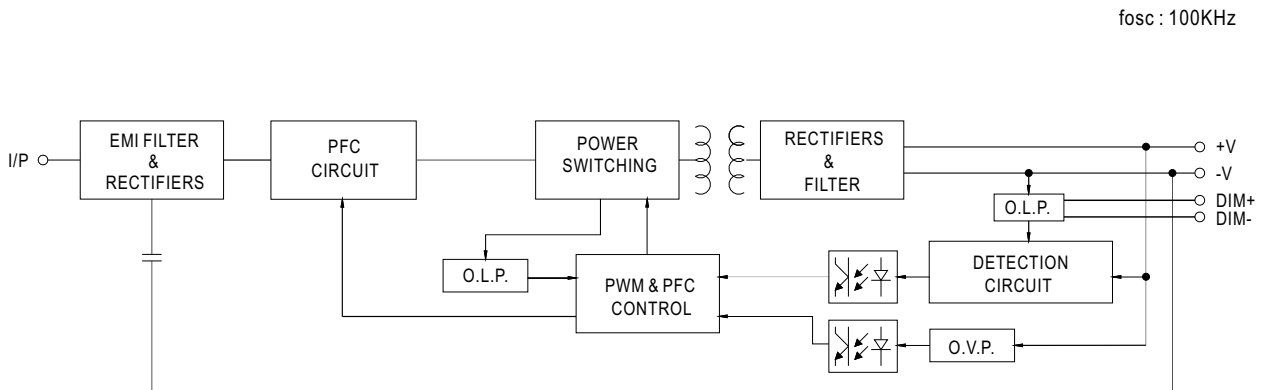 fosc : 100KHz
I/P
EMI FILTER
&
RECTIFIERS
PFC
CIRCUIT
POWER
SWITCHING
RECTIFIERS
&
FILTER
+V
-V
DIM+
DIM-
O.L.P.
O.L.P.
PWM & PFC
CONTROL
DETECTION
CIRCUIT
O.V.P.